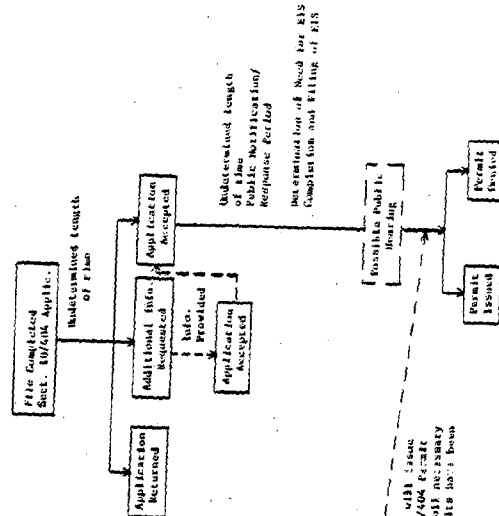 File Completed
Sect. 10/404 Applic.
Undetermined Length
of Time
Application
Returned
Additional Info.
Requested
Application
Accepted
Info.
Provided
Application
Accepted
Undetermined Length
of Time
Public Notification/
Response Period
Determination of Need for EIS
Completion and Filing of EIS
Possible Public
Hearing
will issue
/404 Permit
all necessary
its have been
Permit
Issued
Permit
Denied